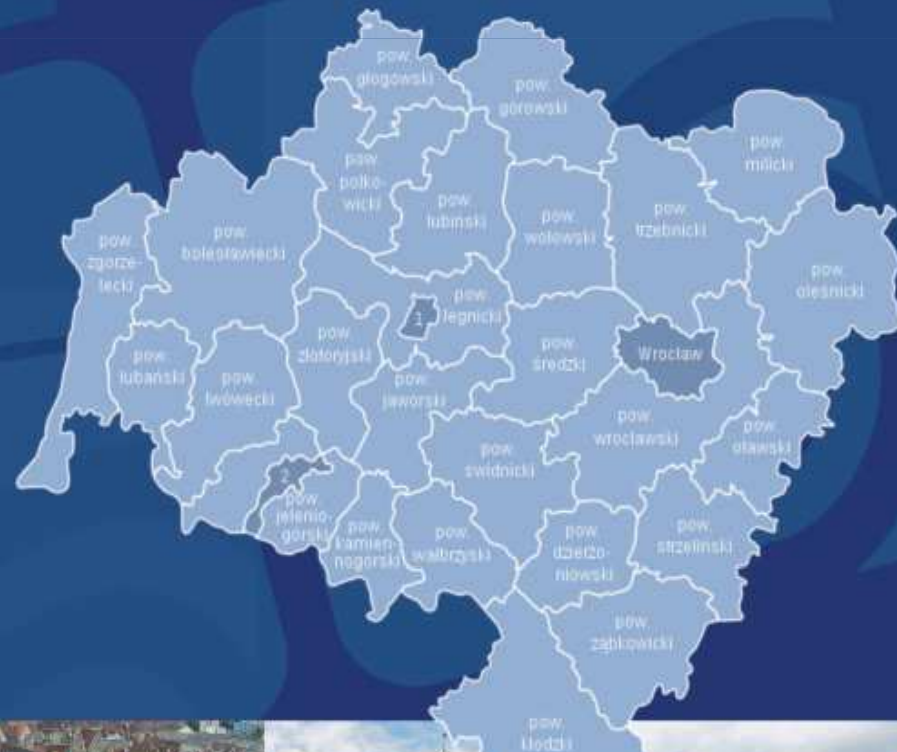 pow.
głogowski
pow.
górowski
pow.
milicki
pow.
polko-
wicki
pow.
lubiński
pow.
wołowski
pow.
trzebnicki
pow.
zgorze-
lecki
pow.
bolesławiecki
pow.
oleśnicki
1
pow.
legnicki
pow.
złotoryjski
pow.
średzki
Wrocław
pow.
lubański
pow.
lwówecki
pow.
jaworski
pow.
wrocławski
pow.
oławski
pow.
świdnicki
2
pow.
jelenio-
górski
pow.
kamien-
nogórski
pow.
wałbrzyski
pow.
dzierżo-
niowski
pow.
strzeliński
pow.
ząbkowicki
pow.
kłodzki